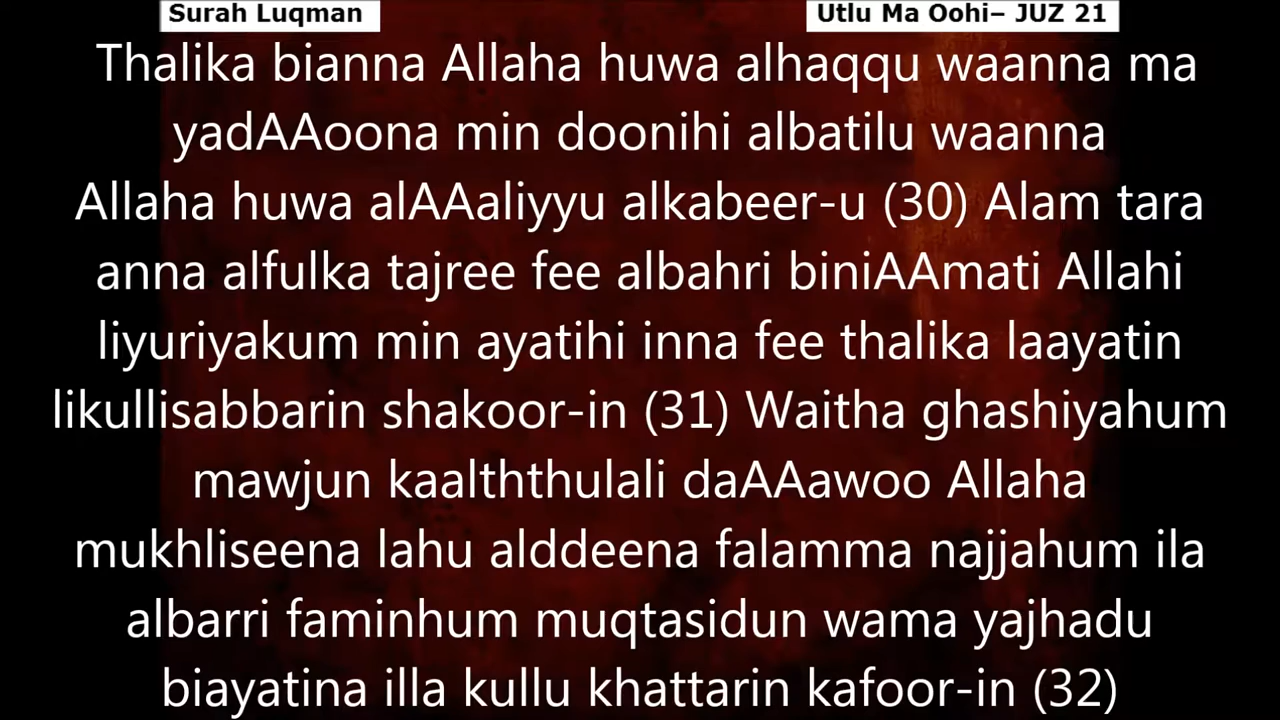 Surah Luqman
Utlu Ma Oohi– JUZ 21
Thalika bianna Allaha huwa alhaqqu waanna ma
yadAAoona min doonihi albatilu waanna
Allaha huwa alAAaliyyu alkabeer-u (30) Alam tara
anna alfulka tajree fee albahri biniAAmati Allahi
liyuriyakum min ayatihi inna fee thalika laayatin
likullisabbarin shakoor-in (31) Waitha ghashiyahum
mawjun kaalththulali daAAawoo Allaha
mukhliseena lahu alddeena falamma najjahum ila
albarri faminhum muqtasidun wama yajhadu
biayatina illa kullu khattarin kafoor-in (32)